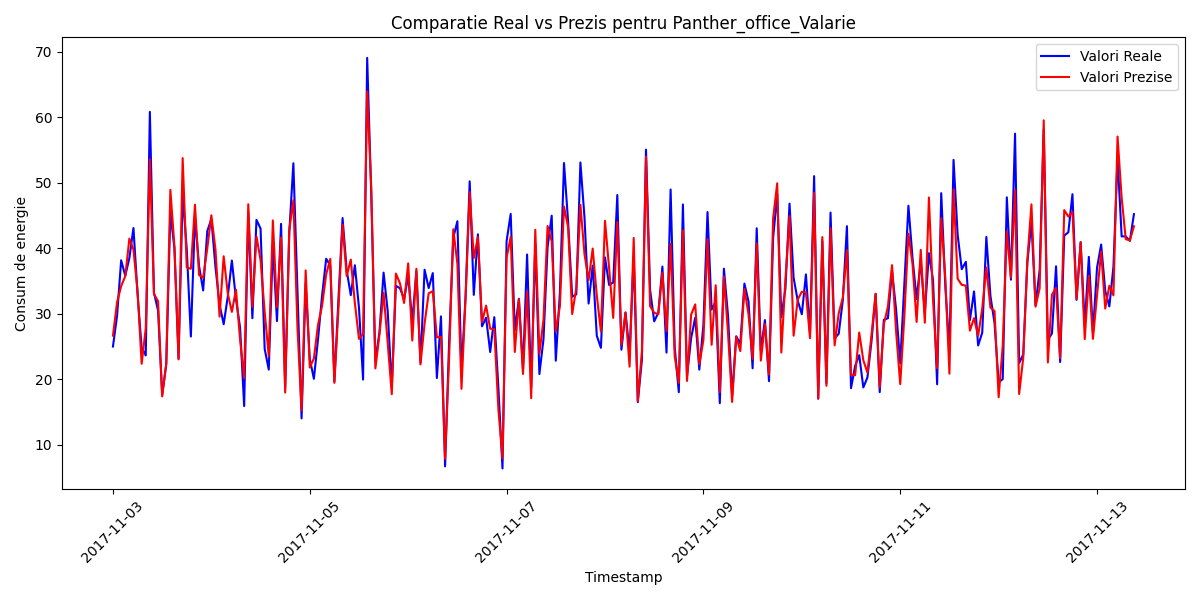 Comparatie Real vs Prezis pentru Panther_office_Valarie
Valori Reale
Valori Prezise
Consum de energie
70
60
50
40
30
20
10
2017-11-03
2017-11-05
2017-11-07
2017-11-09
2017-11-11
2017-11-13
Timestamp